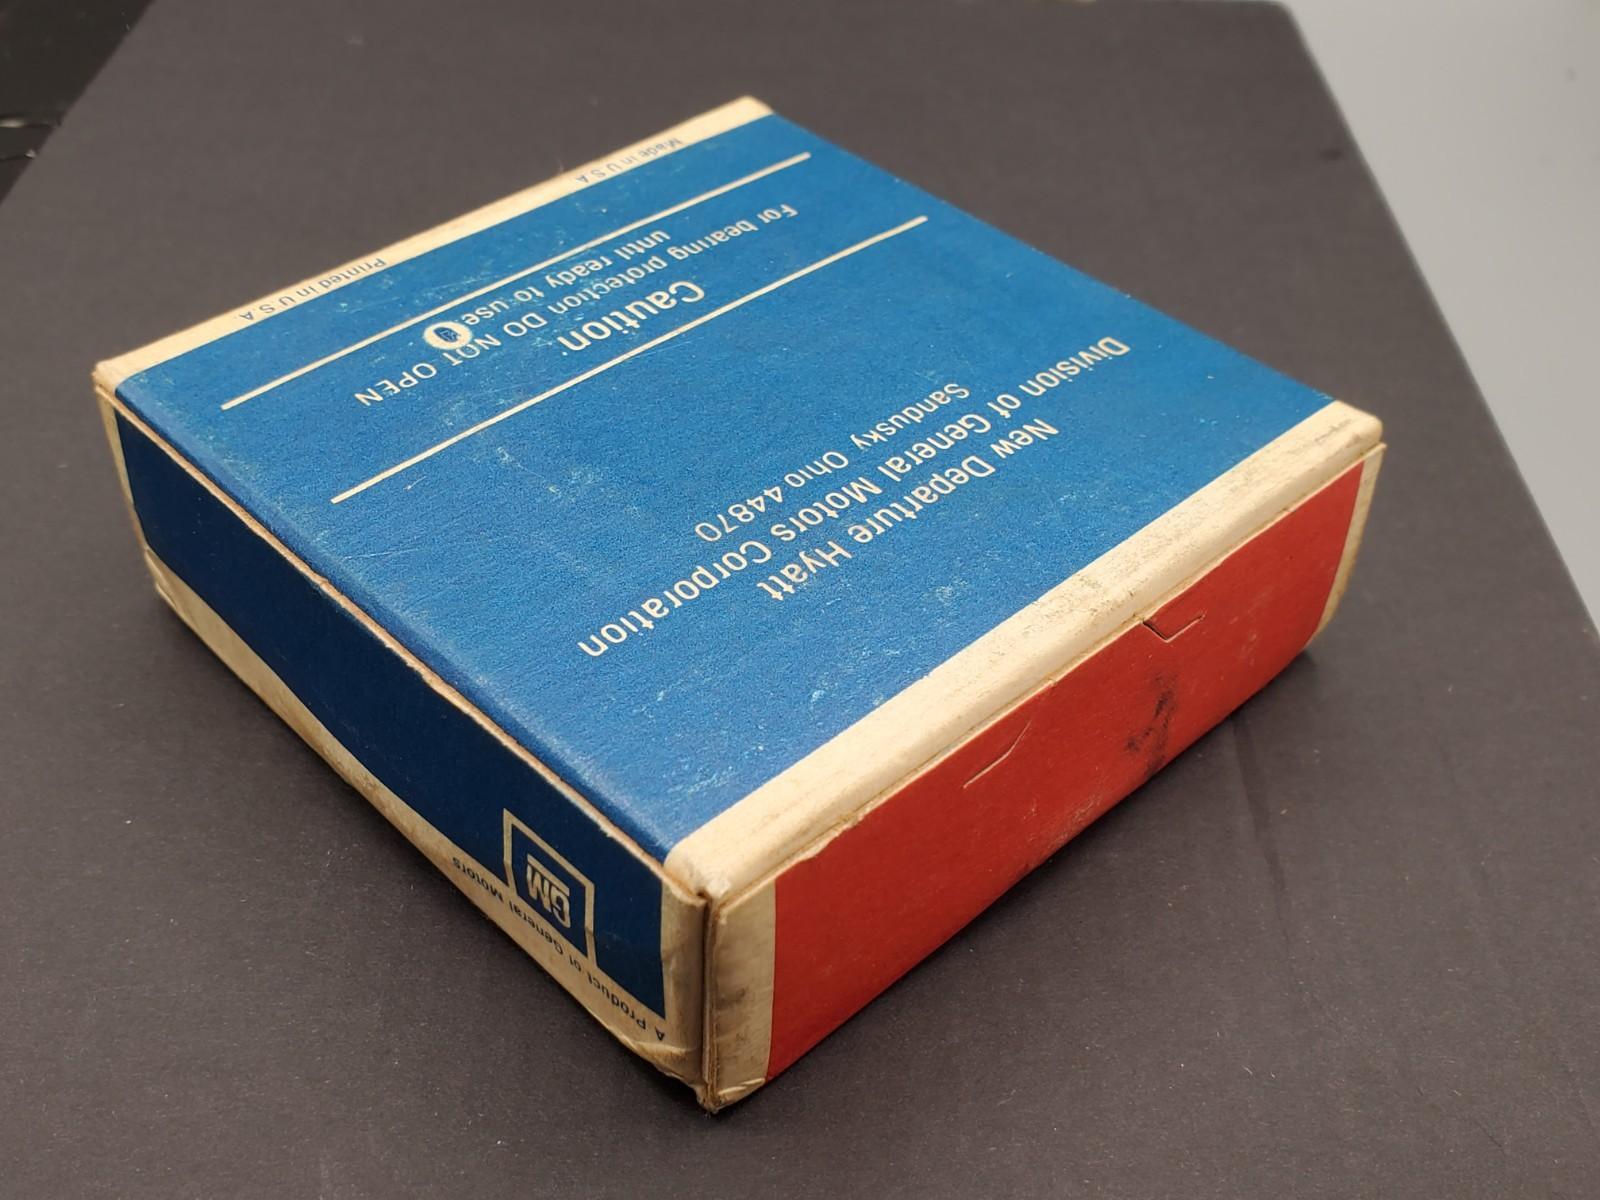 New Departure Hyatt
Division of General Motors Corporation
Sandusky Ohio 44870
Caution:
For bearing protection DO NOT OPEN
until ready to use
Printed in U.S.A.
Made in U S A
GM
A Product of General Motors